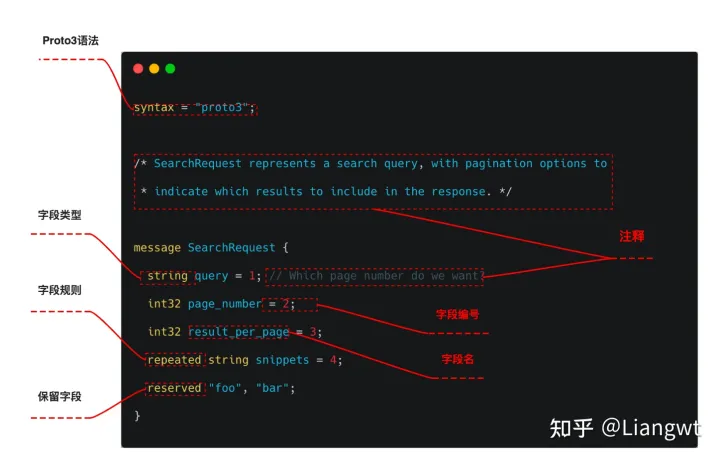 Proto3语法
syntax = "proto3";
/* SearchRequest represents a search query, with pagination options to
* indicate which results to include in the response. */
字段类型
注释
message SearchRequest {
string query = 1; // Which page number do we want
字段规则
int32 page_number = 2;
字段编号
int32 result_per_page = 3;
字段名
repeated string snippets = 4;
reserved "foo", "bar";
保留字段
}
知乎 @Liangwt